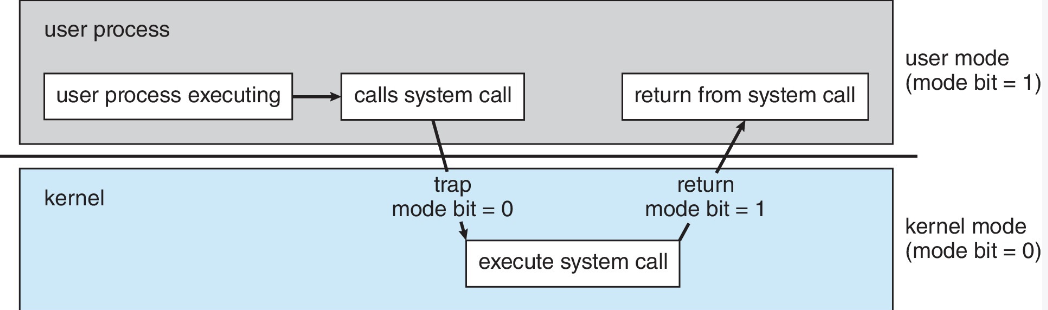 user process
user process executing
calls system call
return from system call
user mode
(mode bit = 1)
kernel
trap
mode bit = 0
return
mode bit = 1
execute system call
kernel mode
(mode bit = 0)